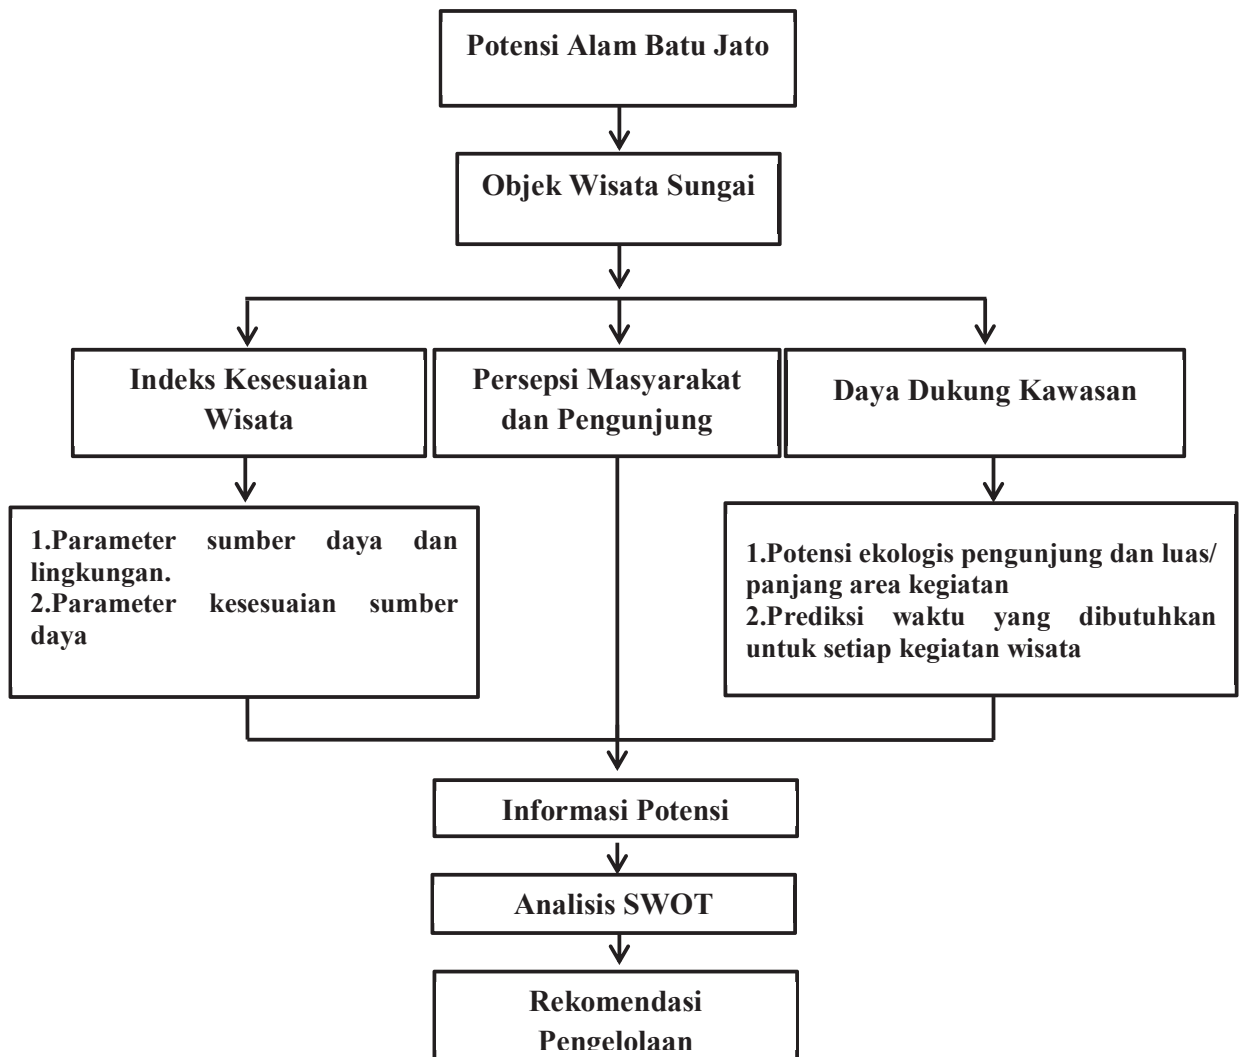 Potensi Alam Batu Jato
Objek Wisata Sungai
Indeks Kesesuaian
Wisata
Persepsi Masyarakat
dan Pengunjung
Daya Dukung Kawasan
1.Parameter sumber daya dan
lingkungan.
2.Parameter kesesuaian sumber
daya
1.Potensi ekologis pengunjung dan luas/
panjang area kegiatan
2.Prediksi waktu yang dibutuhkan
untuk setiap kegiatan wisata
Informasi Potensi
Analisis SWOT
Rekomendasi
Pengelolaan